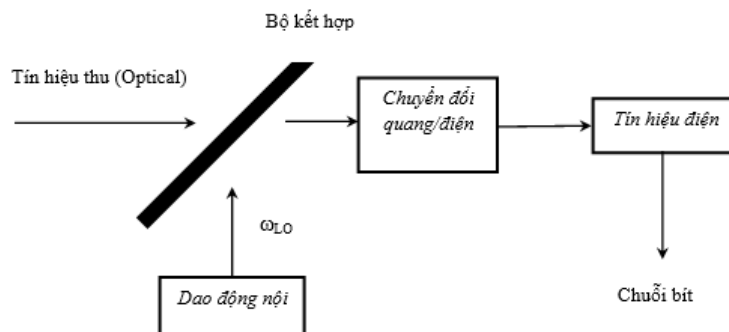 Bộ kết hợp
Tín hiệu thu (Optical)
Chuyển đổi
quang/điện
Tín hiệu điện
ωLO
Dao động nội
Chuỗi bít